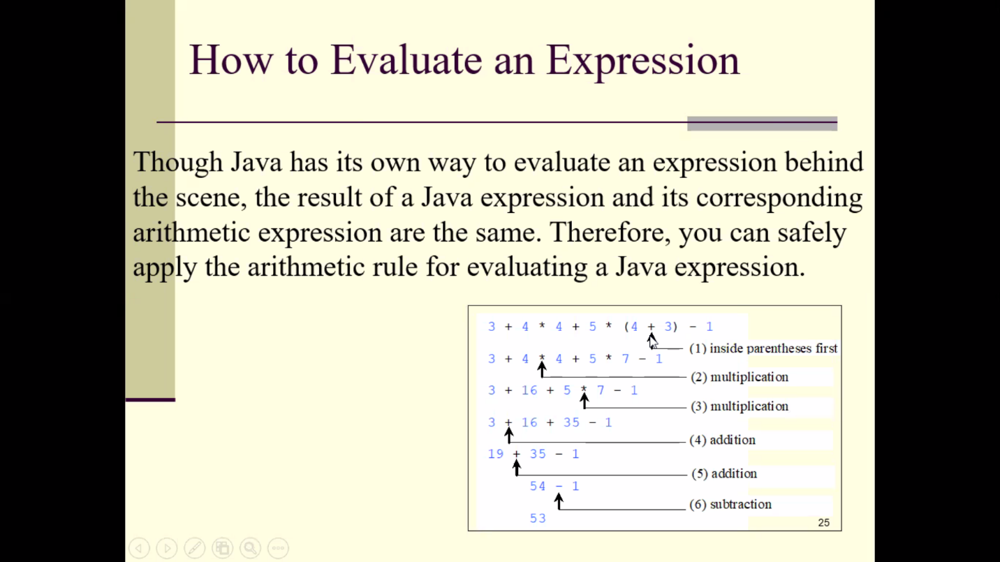 How to Evaluate an Expression
Though Java has its own way to evaluate an expression behind
the scene, the result of a Java expression and its corresponding
arithmetic expression are the same. Therefore, you can safely
apply the arithmetic rule for evaluating a Java expression.
3 + 4 * 4 + 5 * (4 + 3) - 1
(1) inside parentheses first
3 + 4 * 4 + 5 * 7 - 1
(2) multiplication
3 + 16 + 5 * 7 - 1
(3) multiplication
3 + 16 + 35 - 1
(4) addition
19 + 35 - 1
(5) addition
54 - 1
(6) subtraction
53
25